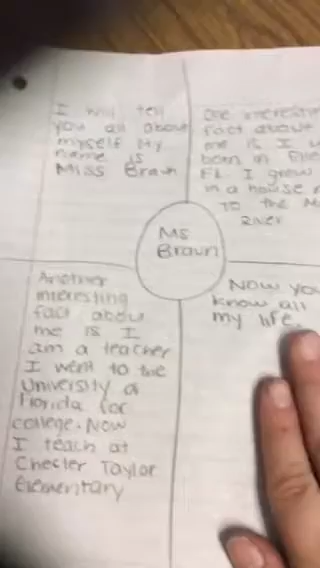 I will tell
you all about
myself My
name is
Miss Braun
One interesting
fact about
me is I
born in
FL I grew
in a house
to the
River
Ms
Braun
Another
interesting
fact about
me is I
am a teacher
I went to the
University of
Florida for
college. Now
I teach at
Chester Taylor
Elementary
Now you
know all
my life.